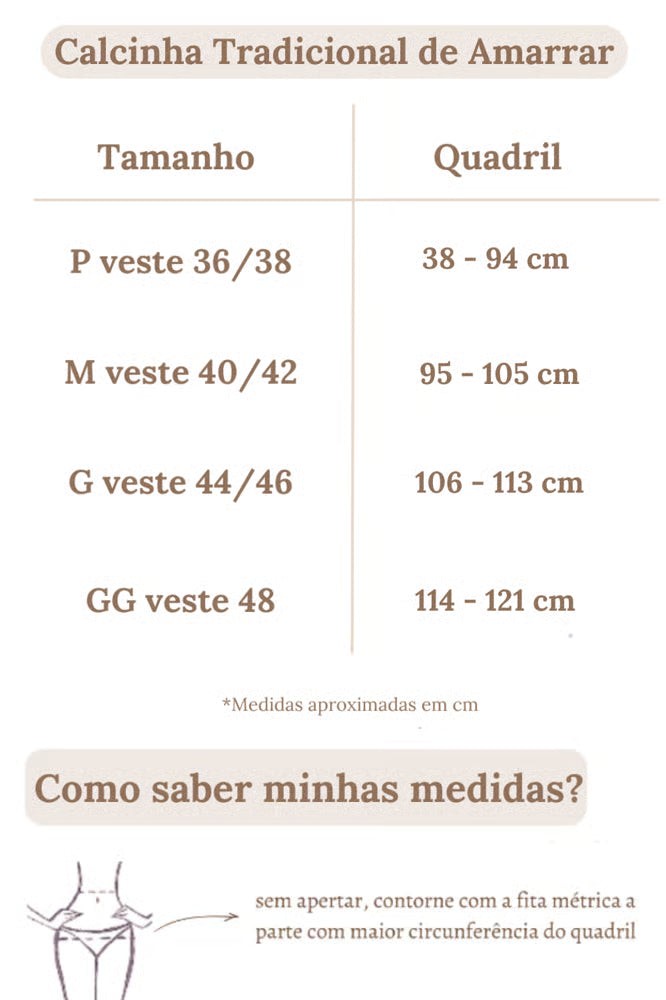 Calcinha Tradicional de Amarrar
Tamanho Quadril
P veste 36/38 38 - 94 cm
M veste 40/42 95 - 105 cm
G veste 44/46 106 - 113 cm
GG veste 48 114 - 121 cm
*Medidas aproximadas em cm
Como saber minhas medidas?
sem apertar, contorne com a fita métrica a
parte com maior circunferência do quadril